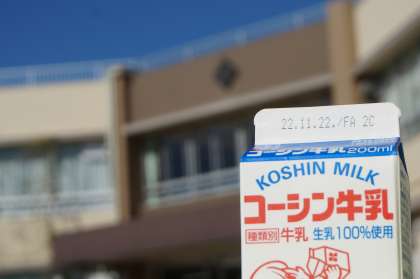 22.11.22./FA 2C
コーシン牛乳 200ml
KOSHIN MILK
コーシン牛乳
種類別 牛乳 生乳100%使用